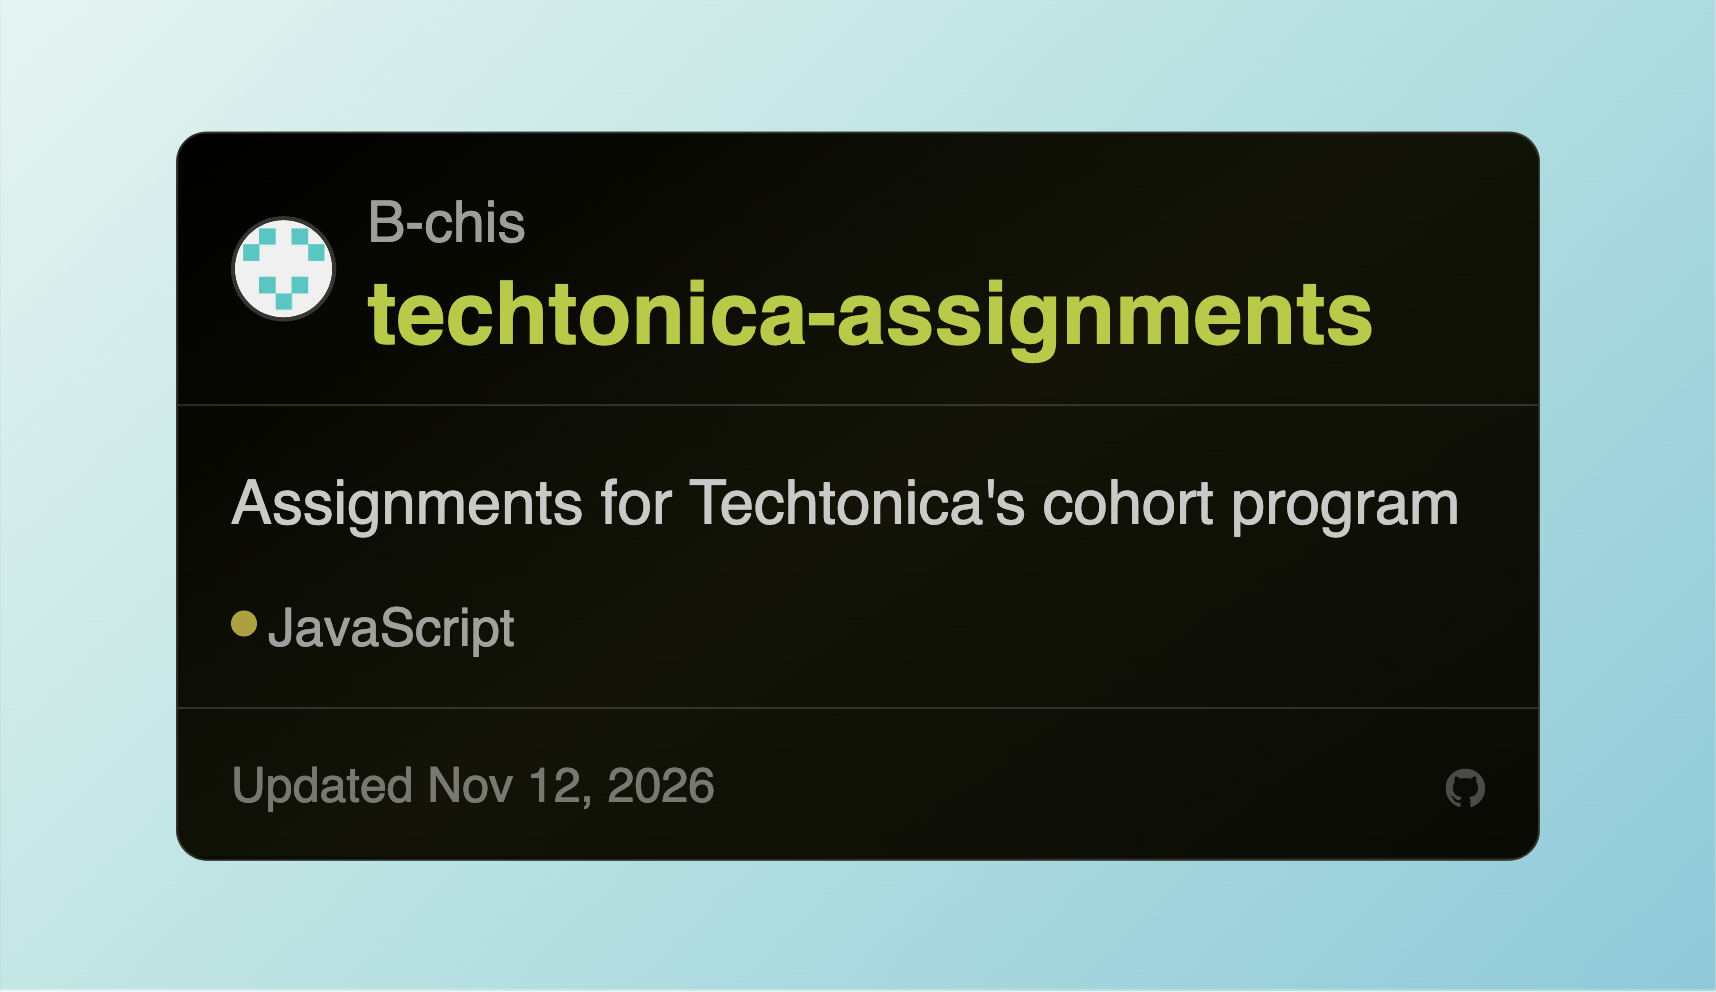 B-chis
techtonica-assignments
Assignments for Techtonica's cohort program
JavaScript
Updated Nov 12, 2026